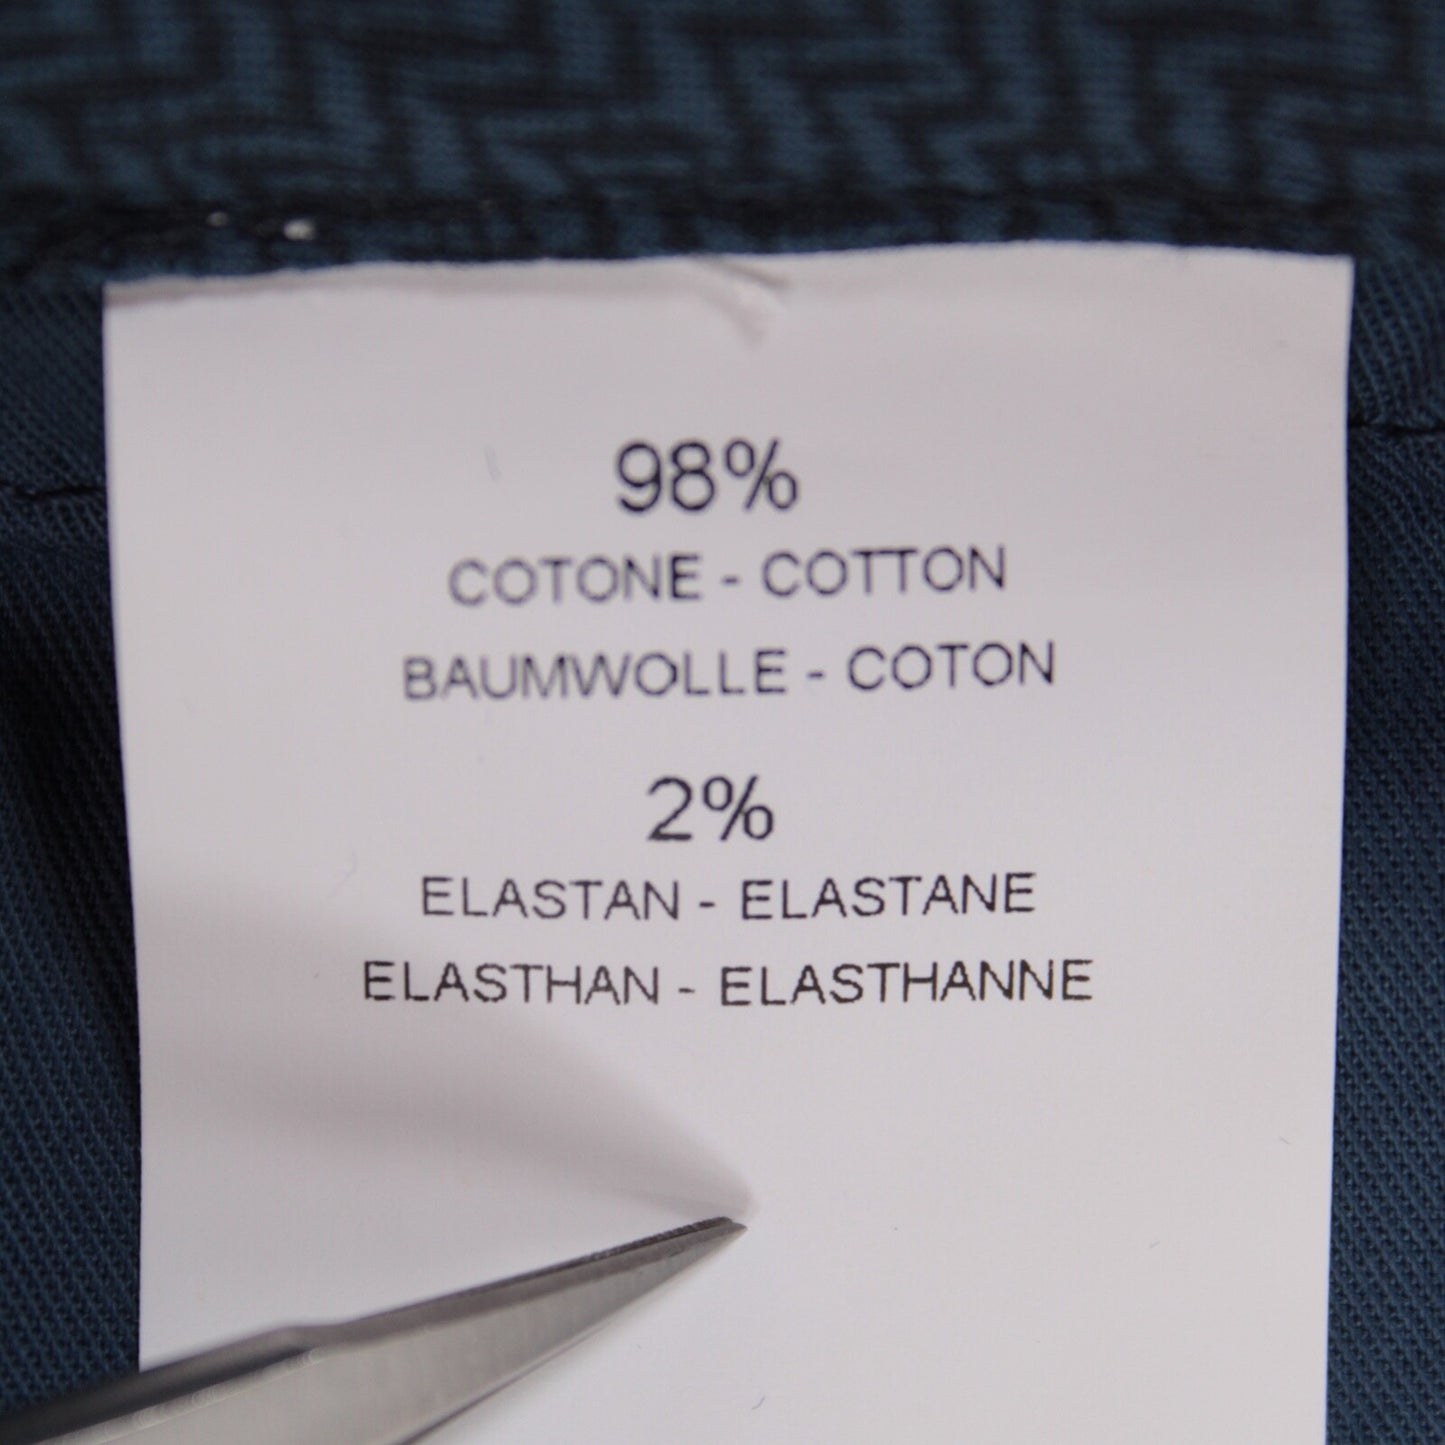 98%
COTONE - COTTON
BAUMWOLLE - COTON
2%
ELASTAN - ELASTANE
ELASTHAN - ELASTHANNE